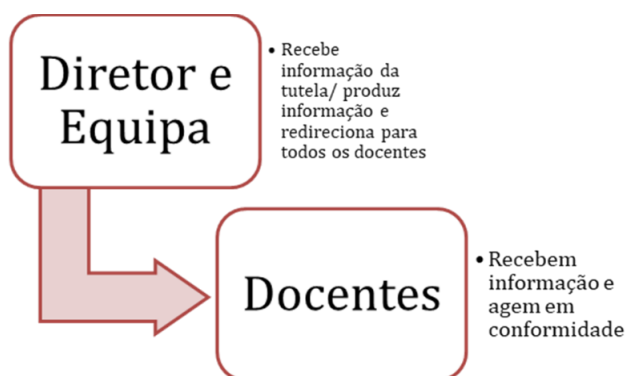 Diretor e
Equipa
• Recebe
informação da
tutela/ produz
informação e
redireciona para
todos os docentes
Docentes
• Recebem
informação e
agem em
conformidade